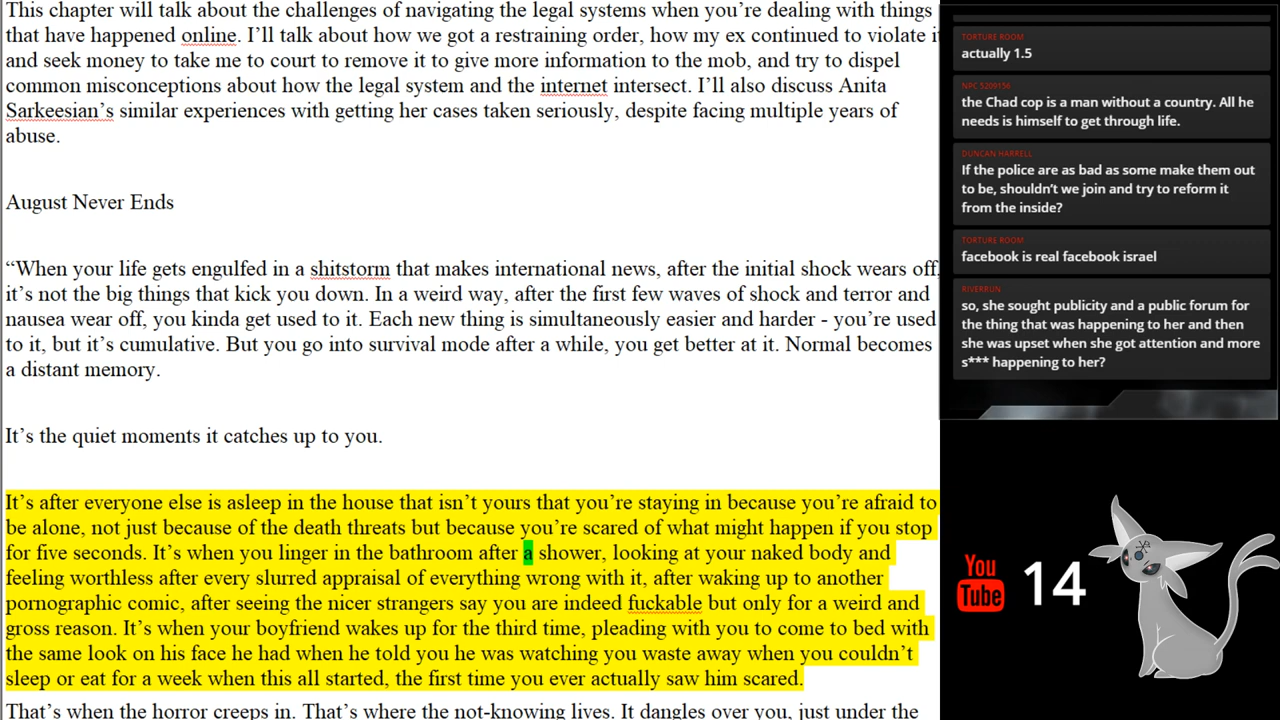 This chapter will talk about the challenges of navigating the legal systems when you’re dealing with things
that have happened online. I’ll talk about how we got a restraining order, how my ex continued to violate it
and seek money to take me to court to remove it to give more information to the mob, and try to dispel
common misconceptions about how the legal system and the internet intersect. I’ll also discuss Anita
Sarkeesian’s similar experiences with getting her cases taken seriously, despite facing multiple years of
abuse.
August Never Ends
“When your life gets engulfed in a shitstorm that makes international news, after the initial shock wears off,
it’s not the big things that kick you down. In a weird way, after the first few waves of shock and terror and
nausea wear off, you kinda get used to it. Each new thing is simultaneously easier and harder - you’re used
to it, but it’s cumulative. But you go into survival mode after a while, you get better at it. Normal becomes
a distant memory.
It’s the quiet moments it catches up to you.
It’s after everyone else is asleep in the house that isn’t yours that you’re staying in because you’re afraid to
be alone, not just because of the death threats but because you’re scared of what might happen if you stop
for five seconds. It’s when you linger in the bathroom after a shower, looking at your naked body and
feeling worthless after every slurred appraisal of everything wrong with it, after waking up to another
pornographic comic, after seeing the nicer strangers say you are indeed fuckable but only for a weird and
gross reason. It’s when your boyfriend wakes up for the third time, pleading with you to come to bed with
the same look on his face he had when he told you he was watching you waste away when you couldn’t
sleep or eat for a week when this all started, the first time you ever actually saw him scared.
That’s when the horror creeps in. That’s where the not-knowing lives. It dangles over you, just under the
TORTURE ROOM
actually 1.5
NPC 5209156
the Chad cop is a man without a country. All he
needs is himself to get through life.
DUNCAN HARRELL
If the police are as bad as some make them out
to be, shouldn’t we join and try to reform it
from the inside?
TORTURE ROOM
facebook is real facebook israel
RIVERRUN
so, she sought publicity and a public forum for
the thing that was happening to her and then
she was upset when she got attention and more
s*** happening to her?
You
Tube
14